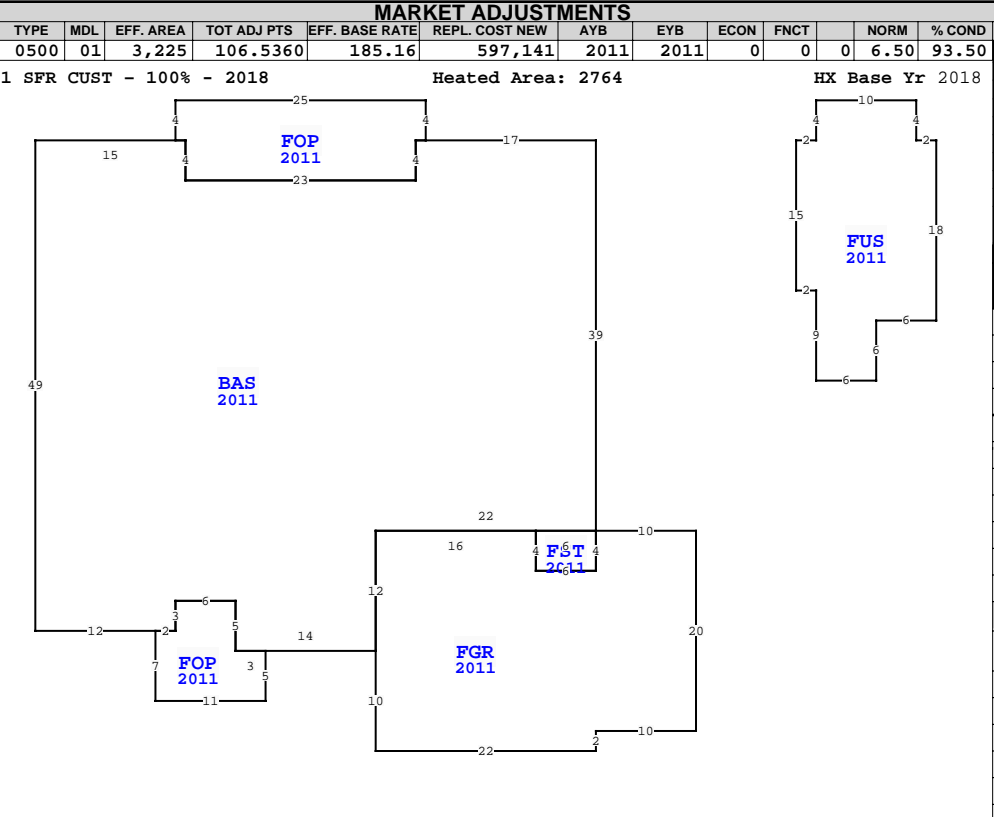 MARKET ADJUSTMENTS
TYPE MDL EFF. AREA TOT ADJ PTS EFF. BASE RATE REPL. COST NEW AYB EYB ECON FNCT NORM % COND
0500 01 3,225 106.5360 185.16 597,141 2011 2011 0 0 0 6.50 93.50
1 SFR CUST - 100% - 2018 Heated Area: 2764 HX Base Yr 2018
25 10
4 4 4 4
15 4 FOP 4 17 2 2
2011
23
15 18
FUS
2011
2
39 9 6
49 6
BAS 6
2011
22
10
16 4 6 4
FST
2011
6
12
6
3 5 14 20
12 2
7 FOP 3 5 FGR
2011 2011
11 10
10
2
22